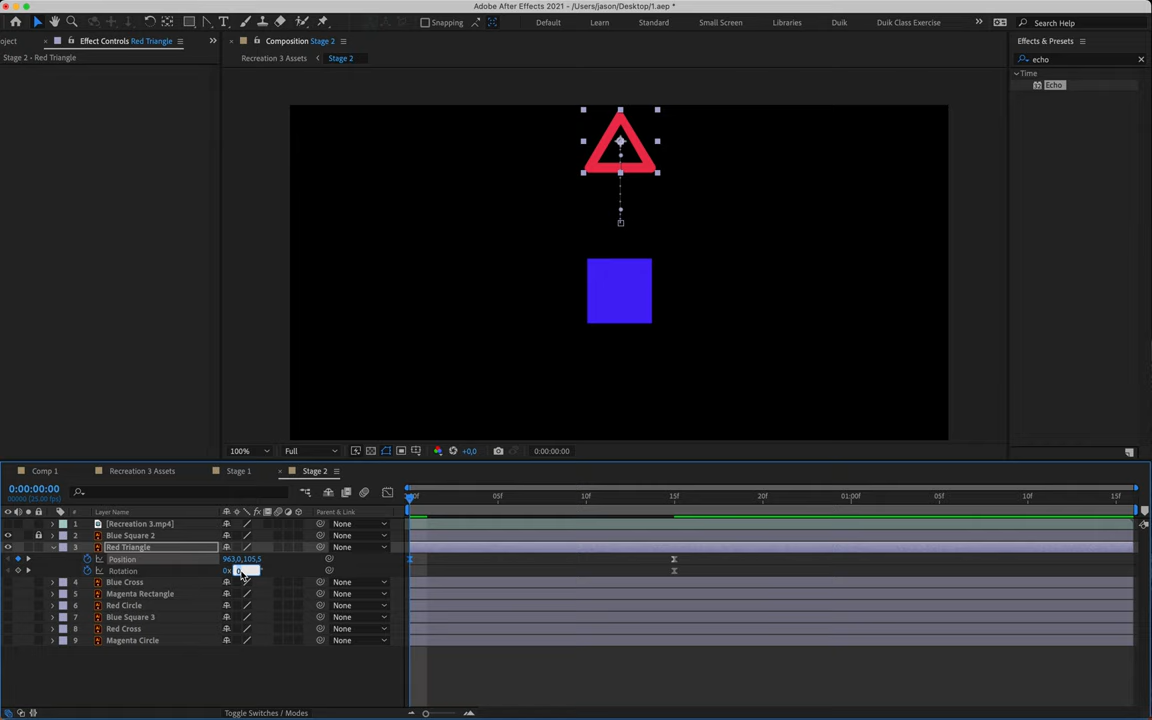 Adobe After Effects 2021 - /Users/jason/Desktop/1.aep *
Snapping
Default
Learn
Standard
Small Screen
Libraries
Duik Class Exercise
Search Help
oject
Effect Controls Red Triangle
Composition Stage 2
Effects & Presets
Stage 2 • Red Triangle
Recreation 3 Assets
Stage 2
echo
Time
Echo
100%
Full
+0,0
0:00:00:00
Comp 1
Recreation 3 Assets
Stage 1
Stage 2
0:00:00:00
00000 (25.00 fps)
05f
10f
15f
20f
01:00f
05f
10f
15f
Layer Name
Parent & Link
1 [Recreation 3.mp4] None
2 Blue Square 2 None
3 Red Triangle None
Position 963,0,105,5
Rotation 0x
4 Blue Cross None
5 Magenta Rectangle None
6 Red Circle None
7 Blue Square 3 None
8 Red Cross None
9 Magenta Circle None
Toggle Switches / Modes